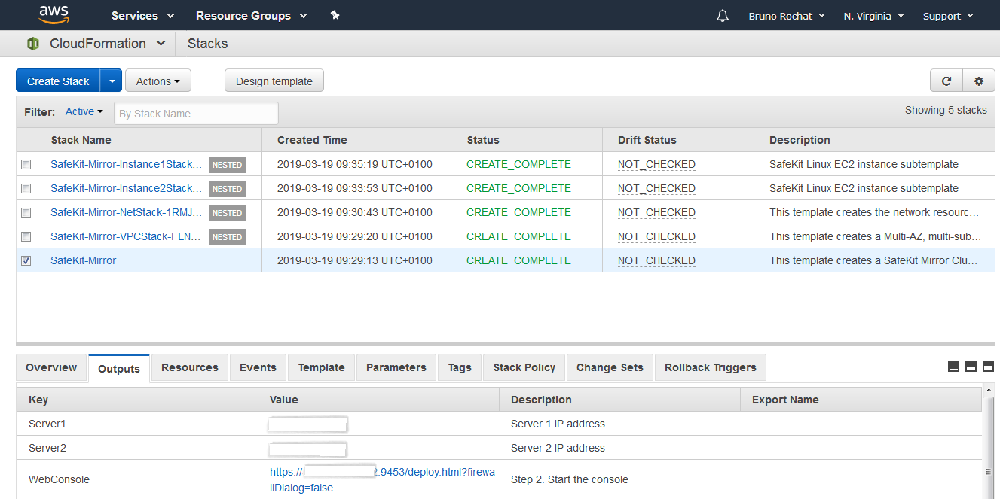 aws Services Resource Groups Bruno Rochat N. Virginia Support
CloudFormation Stacks
Create Stack Actions Design template
Filter: Active By Stack Name Showing 5 stacks
Stack Name Created Time Status Drift Status Description
SafeKit-Mirror-Instance1Stack... NESTED 2019-03-19 09:35:19 UTC+0100 CREATE_COMPLETE NOT_CHECKED SafeKit Linux EC2 instance subtemplate
SafeKit-Mirror-Instance2Stack... NESTED 2019-03-19 09:33:53 UTC+0100 CREATE_COMPLETE NOT_CHECKED SafeKit Linux EC2 instance subtemplate
SafeKit-Mirror-NetStack-1RMJ... NESTED 2019-03-19 09:30:43 UTC+0100 CREATE_COMPLETE NOT_CHECKED This template creates the network resourc...
SafeKit-Mirror-VPCStack-FLN... NESTED 2019-03-19 09:29:20 UTC+0100 CREATE_COMPLETE NOT_CHECKED This template creates a Multi-AZ, multi-sub...
SafeKit-Mirror 2019-03-19 09:29:13 UTC+0100 CREATE_COMPLETE NOT_CHECKED This template creates a SafeKit Mirror Clu...
Overview Outputs Resources Events Template Parameters Tags Stack Policy Change Sets Rollback Triggers
Key Value Description Export Name
Server1 Server 1 IP address
Server2 Server 2 IP address
WebConsole https:// :9453/deploy.html?firewa Step 2. Start the console
llDialog=false